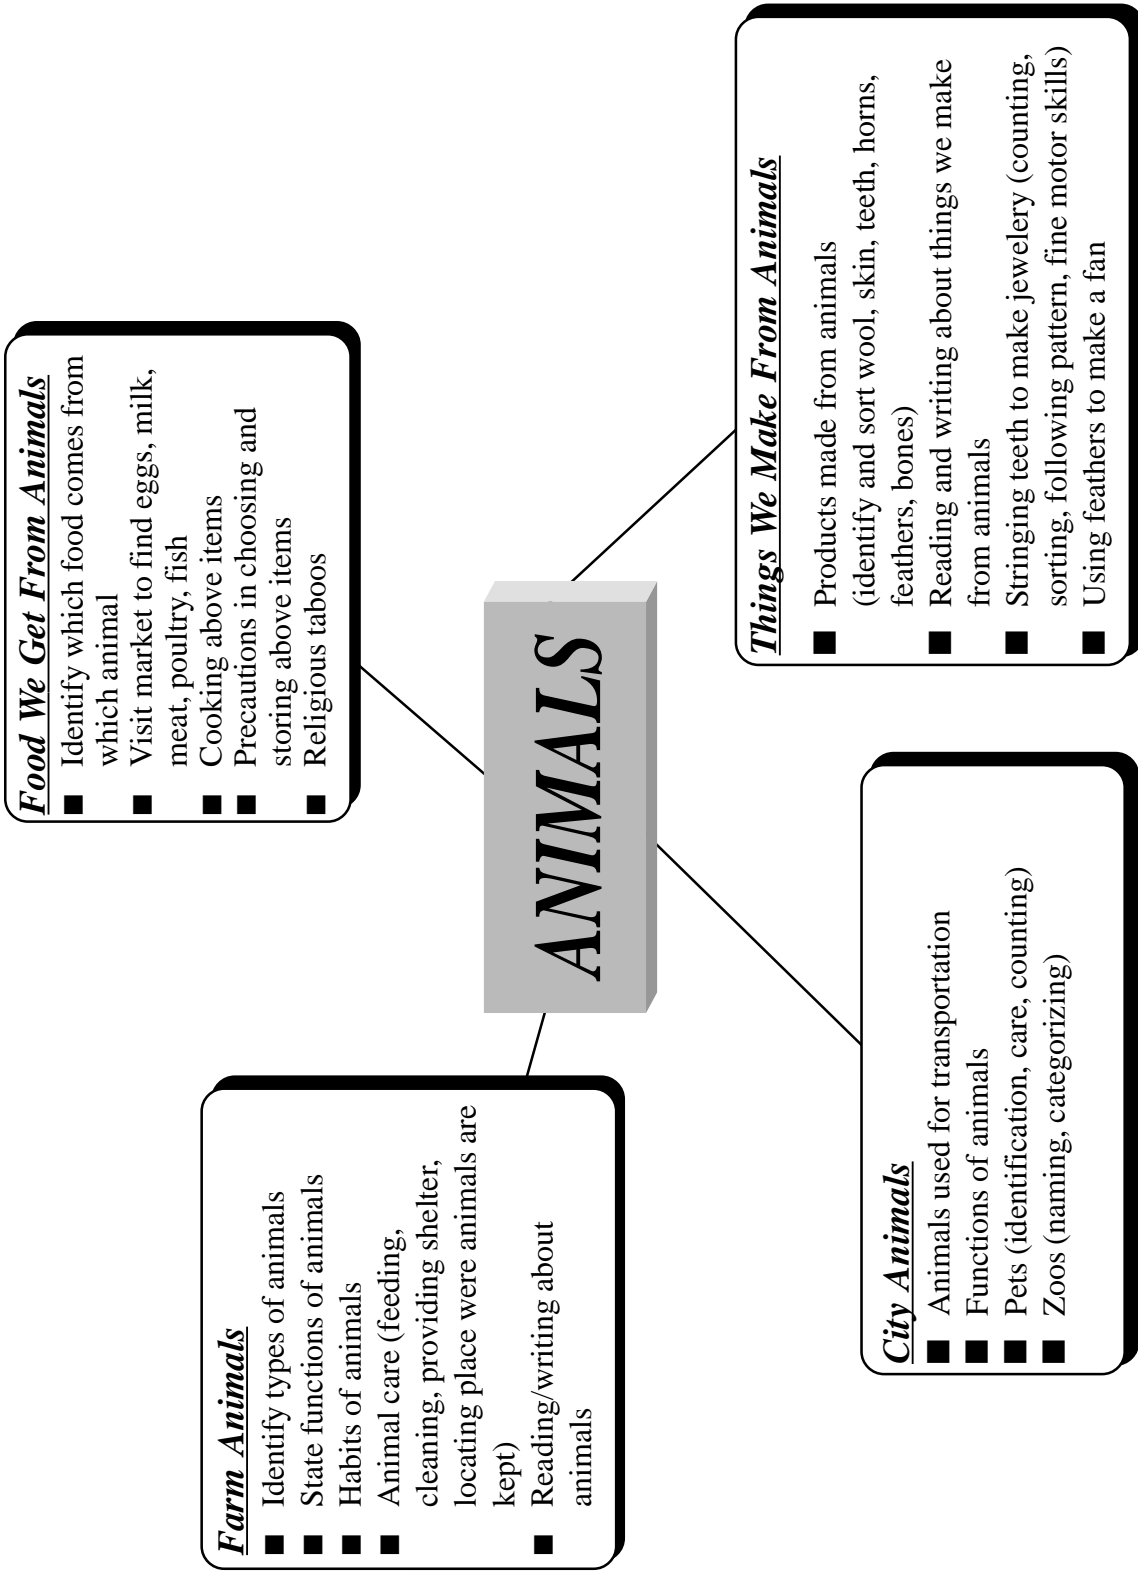 Farm Animals
Identify types of animals
State functions of animals
Habits of animals
Animal care (feeding,
cleaning, providing shelter,
locating place were animals are
kept)
Reading/writing about
animals
Food We Get From Animals
Identify which food comes from
which animal
Visit market to find eggs, milk,
meat, poultry, fish
Cooking above items
Precautions in choosing and
storing above items
Religious taboos
ANIMALS
City Animals
Animals used for transportation
Functions of animals
Pets (identification, care, counting)
Zoos (naming, categorizing)
Things We Make From Animals
Products made from animals
(identify and sort wool, skin, teeth, horns,
feathers, bones)
Reading and writing about things we make
from animals
Stringing teeth to make jewelery (counting,
sorting, following pattern, fine motor skills)
Using feathers to make a fan